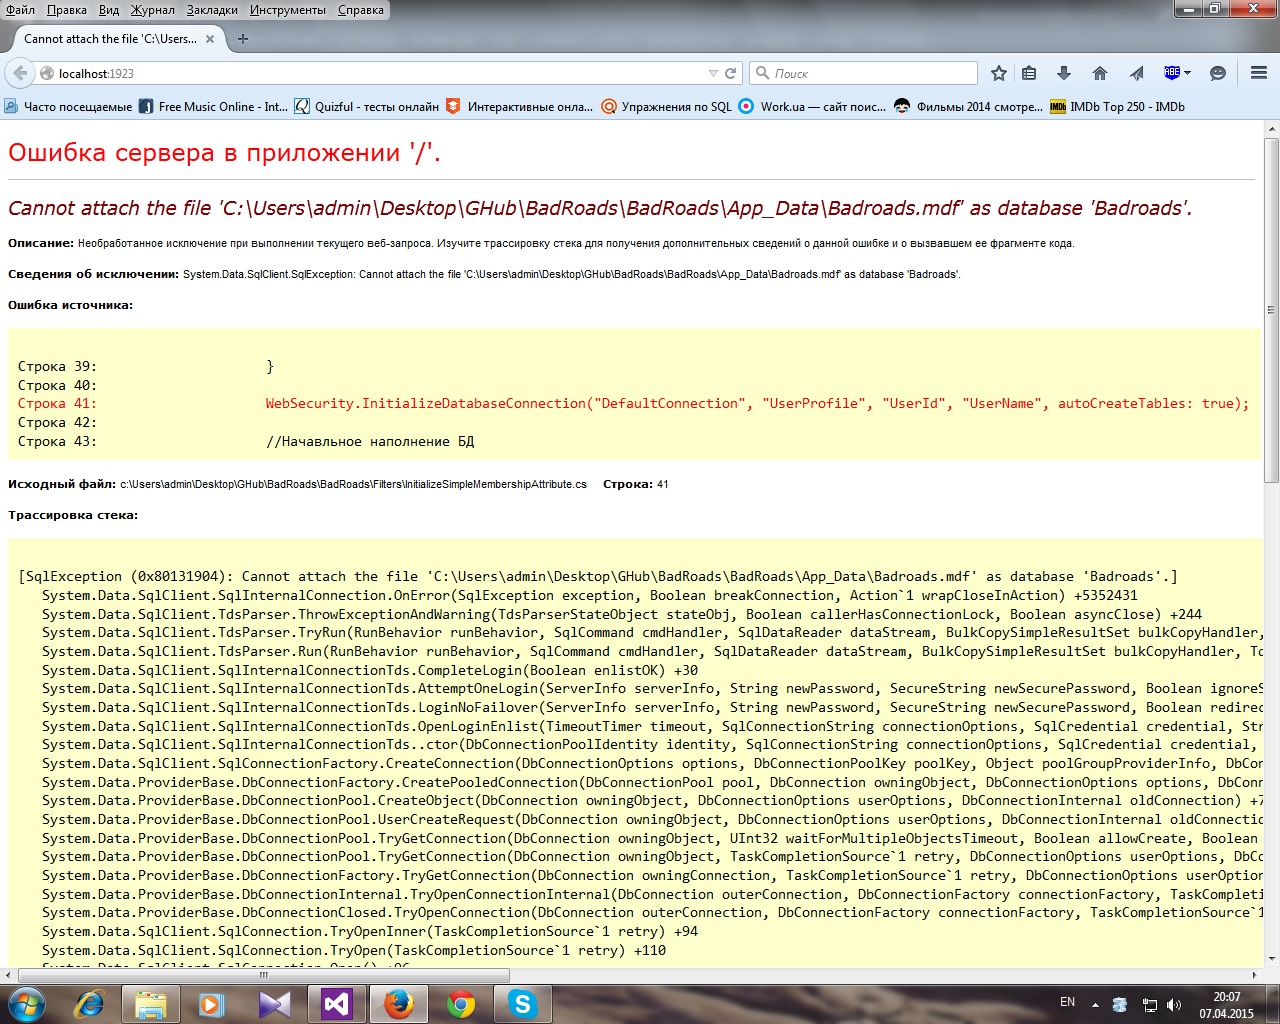 Файл Правка Вид Журнал Закладки Инструменты Справка
Cannot attach the file 'C:\Users...
localhost:1923
Поиск
ABE
Часто посещаемые Free Music Online - Int... Quizful - тесты онлайн Интерактивные онла... Упражнения по SQL Work.ua — сайт поис... Фильмы 2014 смотре... IMDb IMDb Top 250 - IMDb
Ошибка сервера в приложении '/'.
Cannot attach the file 'C:\Users\admin\Desktop\GHub\BadRoads\BadRoads\App_Data\Badroads.mdf' as database 'Badroads'.
Описание: Необработанное исключение при выполнении текущего веб-запроса. Изучите трассировку стека для получения дополнительных сведений о данной ошибке и о вызвавшем ее фрагменте кода.
Сведения об исключении: System.Data.SqlClient.SqlException: Cannot attach the file 'C:\Users\admin\Desktop\GHub\BadRoads\BadRoads\App_Data\Badroads.mdf' as database 'Badroads'.
Ошибка источника:
Строка 39: }
Строка 40:
Строка 41: WebSecurity.InitializeDatabaseConnection("DefaultConnection", "UserProfile", "UserId", "UserName", autoCreateTables: true);
Строка 42:
Строка 43: //Начавльное наполнение БД
Исходный файл: c:\Users\admin\Desktop\GHub\BadRoads\BadRoads\Filters\InitializeSimpleMembershipAttribute.cs Строка: 41
Трассировка стека:
[SqlException (0x80131904): Cannot attach the file 'C:\Users\admin\Desktop\GHub\BadRoads\BadRoads\App_Data\Badroads.mdf' as database 'Badroads'.]
System.Data.SqlClient.SqlInternalConnection.OnError(SqlException exception, Boolean breakConnection, Action`1 wrapCloseInAction) +5352431
System.Data.SqlClient.TdsParser.ThrowExceptionAndWarning(TdsParserStateObject stateObj, Boolean callerHasConnectionLock, Boolean asyncClose) +244
System.Data.SqlClient.TdsParser.TryRun(RunBehavior runBehavior, SqlCommand cmdHandler, SqlDataReader dataStream, BulkCopySimpleResultSet bulkCopyHandler,
System.Data.SqlClient.TdsParser.Run(RunBehavior runBehavior, SqlCommand cmdHandler, SqlDataReader dataStream, BulkCopySimpleResultSet bulkCopyHandler, Td
System.Data.SqlClient.SqlInternalConnectionTds.CompleteLogin(Boolean enlistOK) +30
System.Data.SqlClient.SqlInternalConnectionTds.AttemptOneLogin(ServerInfo serverInfo, String newPassword, SecureString newSecurePassword, Boolean ignoreS
System.Data.SqlClient.SqlInternalConnectionTds.LoginNoFailover(ServerInfo serverInfo, String newPassword, SecureString newSecurePassword, Boolean redirec
System.Data.SqlClient.SqlInternalConnectionTds.OpenLoginEnlist(TimeoutTimer timeout, SqlConnectionString connectionOptions, SqlCredential credential, Str
System.Data.SqlClient.SqlInternalConnectionTds..ctor(DbConnectionPoolIdentity identity, SqlConnectionString connectionOptions, SqlCredential credential,
System.Data.SqlClient.SqlConnectionFactory.CreateConnection(DbConnectionOptions options, DbConnectionPoolKey poolKey, Object poolGroupProviderInfo, DbCon
System.Data.ProviderBase.DbConnectionFactory.CreatePooledConnection(DbConnectionPool pool, DbConnection owningObject, DbConnectionOptions options, DbConn
System.Data.ProviderBase.DbConnectionPool.CreateObject(DbConnection owningObject, DbConnectionOptions userOptions, DbConnectionInternal oldConnection) +7
System.Data.ProviderBase.DbConnectionPool.UserCreateRequest(DbConnection owningObject, DbConnectionOptions userOptions, DbConnectionInternal oldConnectio
System.Data.ProviderBase.DbConnectionPool.TryGetConnection(DbConnection owningObject, UInt32 waitForMultipleObjectsTimeout, Boolean allowCreate, Boolean
System.Data.ProviderBase.DbConnectionPool.TryGetConnection(DbConnection owningObject, TaskCompletionSource`1 retry, DbConnectionOptions userOptions, DbCo
System.Data.ProviderBase.DbConnectionFactory.TryGetConnection(DbConnection owningConnection, TaskCompletionSource`1 retry, DbConnectionOptions userOption
System.Data.ProviderBase.DbConnectionInternal.TryOpenConnectionInternal(DbConnection outerConnection, DbConnectionFactory connectionFactory, TaskCompleti
System.Data.ProviderBase.DbConnectionClosed.TryOpenConnection(DbConnection outerConnection, DbConnectionFactory connectionFactory, TaskCompletionSource`1
System.Data.SqlClient.SqlConnection.TryOpenInner(TaskCompletionSource`1 retry) +94
System.Data.SqlClient.SqlConnection.TryOpen(TaskCompletionSource`1 retry) +110
System.Data.SqlClient.SqlConnection.Open() +96
EN
20:07
07.04.2015